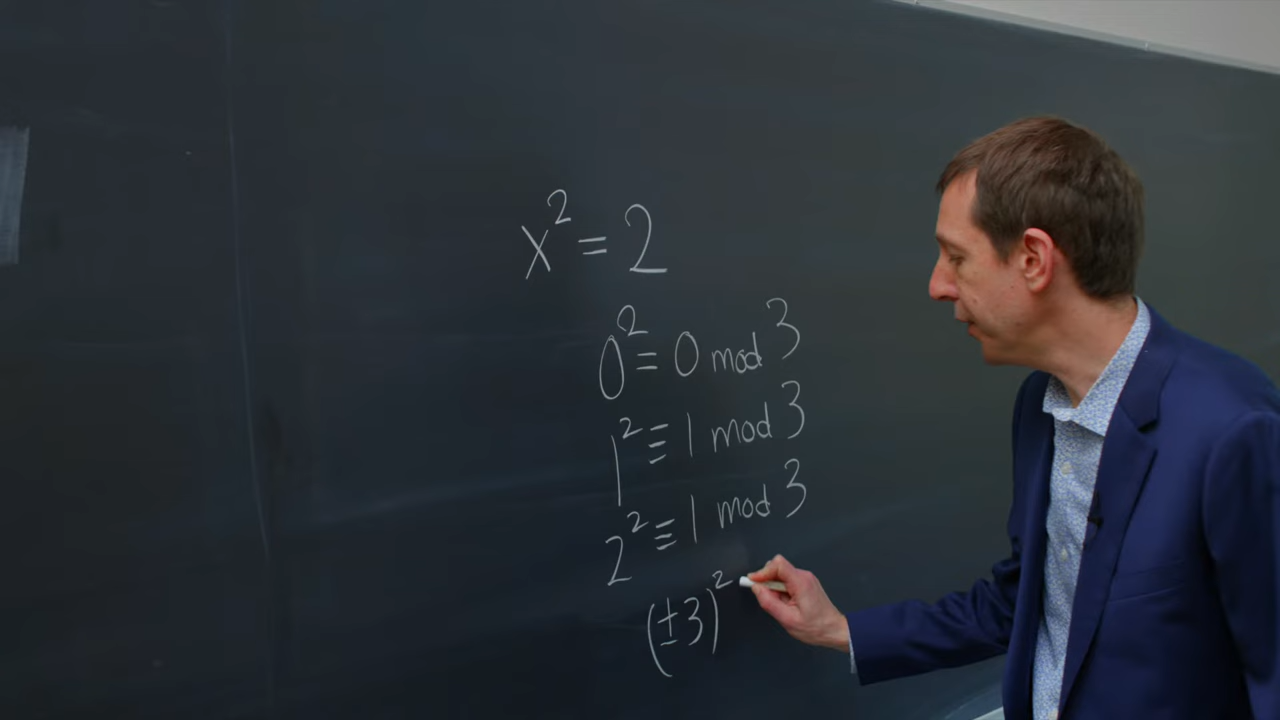 x² = 2
0² = 0 mod 3
1² ≡ 1 mod 3
2² ≡ 1 mod 3
(±3)²